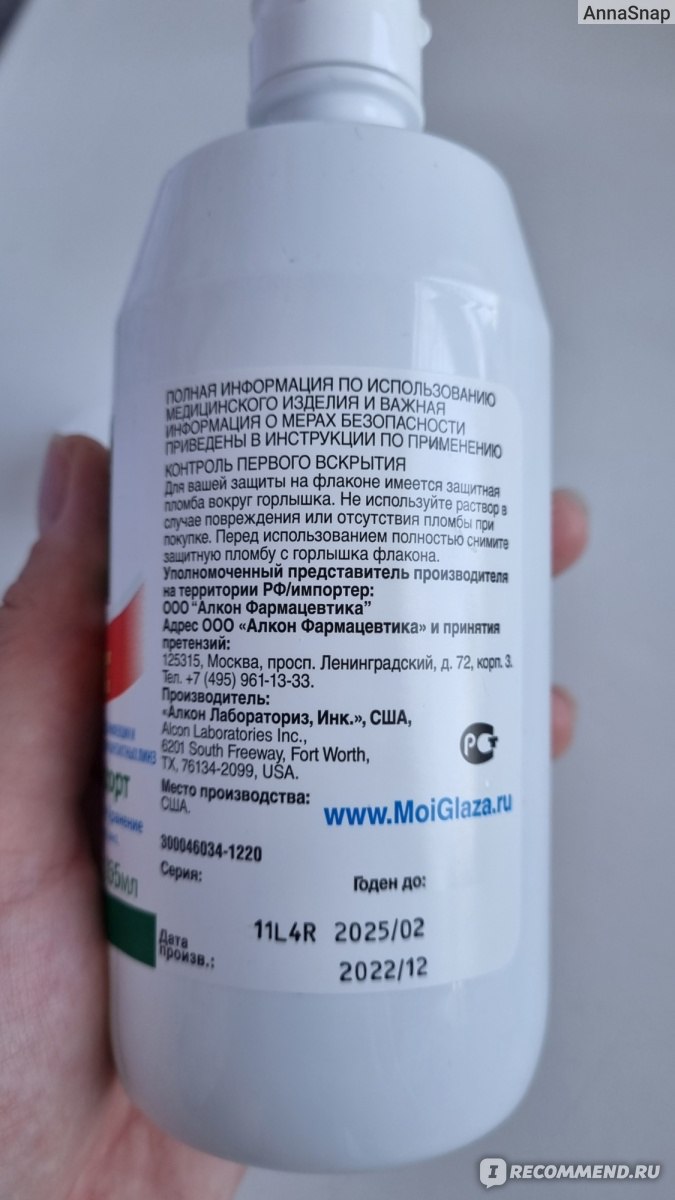 AnnaSnap
ПОЛНАЯ ИНФОРМАЦИЯ ПО ИСПОЛЬЗОВАНИЮ
МЕДИЦИНСКОГО ИЗДЕЛИЯ И ВАЖНАЯ
ИНФОРМАЦИЯ О МЕРАХ БЕЗОПАСНОСТИ
ПРИВЕДЕНЫ В ИНСТРУКЦИИ ПО ПРИМЕНЕНИЮ
КОНТРОЛЬ ПЕРВОГО ВСКРЫТИЯ
Для вашей защиты на флаконе имеется защитная
пломба вокруг горлышка. Не используйте раствор в
случае повреждения или отсутствия пломбы при
покупке. Перед использованием полностью снимите
защитную пломбу с горлышка флакона.
Уполномоченный представитель производителя
на территории РФ/импортер:
ООО "Алкон Фармацевтика"
Адрес ООО «Алкон Фармацевтика» и принятия
претензий:
125315, Москва, просп. Ленинградский, д. 72, корп. 3.
Тел. +7 (495) 961-13-33.
Производитель:
«Алкон Лабораториз, Инк.», США,
Alcon Laboratories Inc.,
6201 South Freeway, Fort Worth,
TX, 76134-2099, USA.
Место производства:
США.
РСТ
www.MoiGlaza.ru
300046034-1220
Серия:
Годен до:
11L4R 2025/02
Дата
произв.:
2022/12
IRECOMMEND.RU